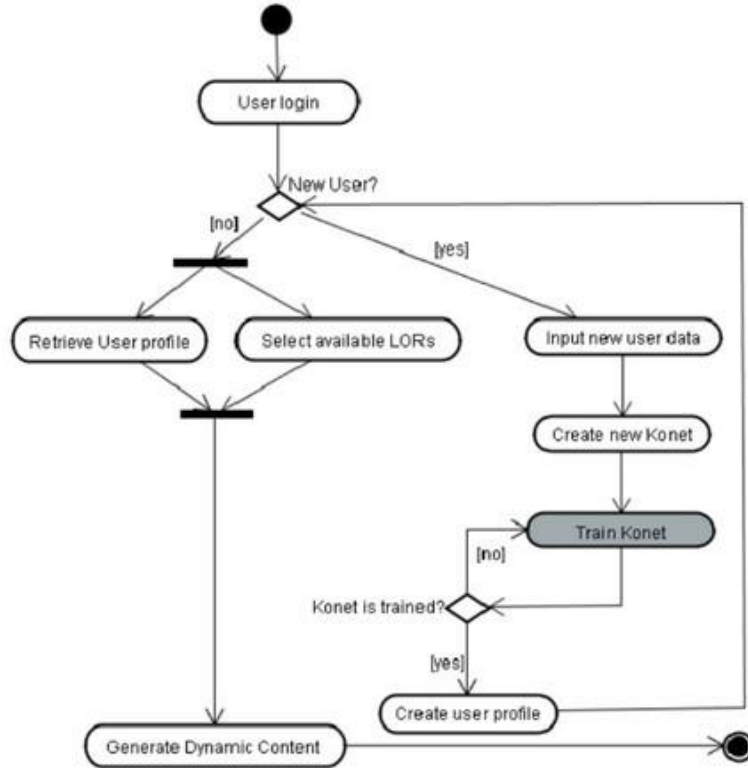 User login
New User?
[no]
[yes]
Retrieve User profile
Select available LORs
Input new user data
Create new Konet
Train Konet
[no]
Konet is trained?
[yes]
Create user profile
Generate Dynamic Content